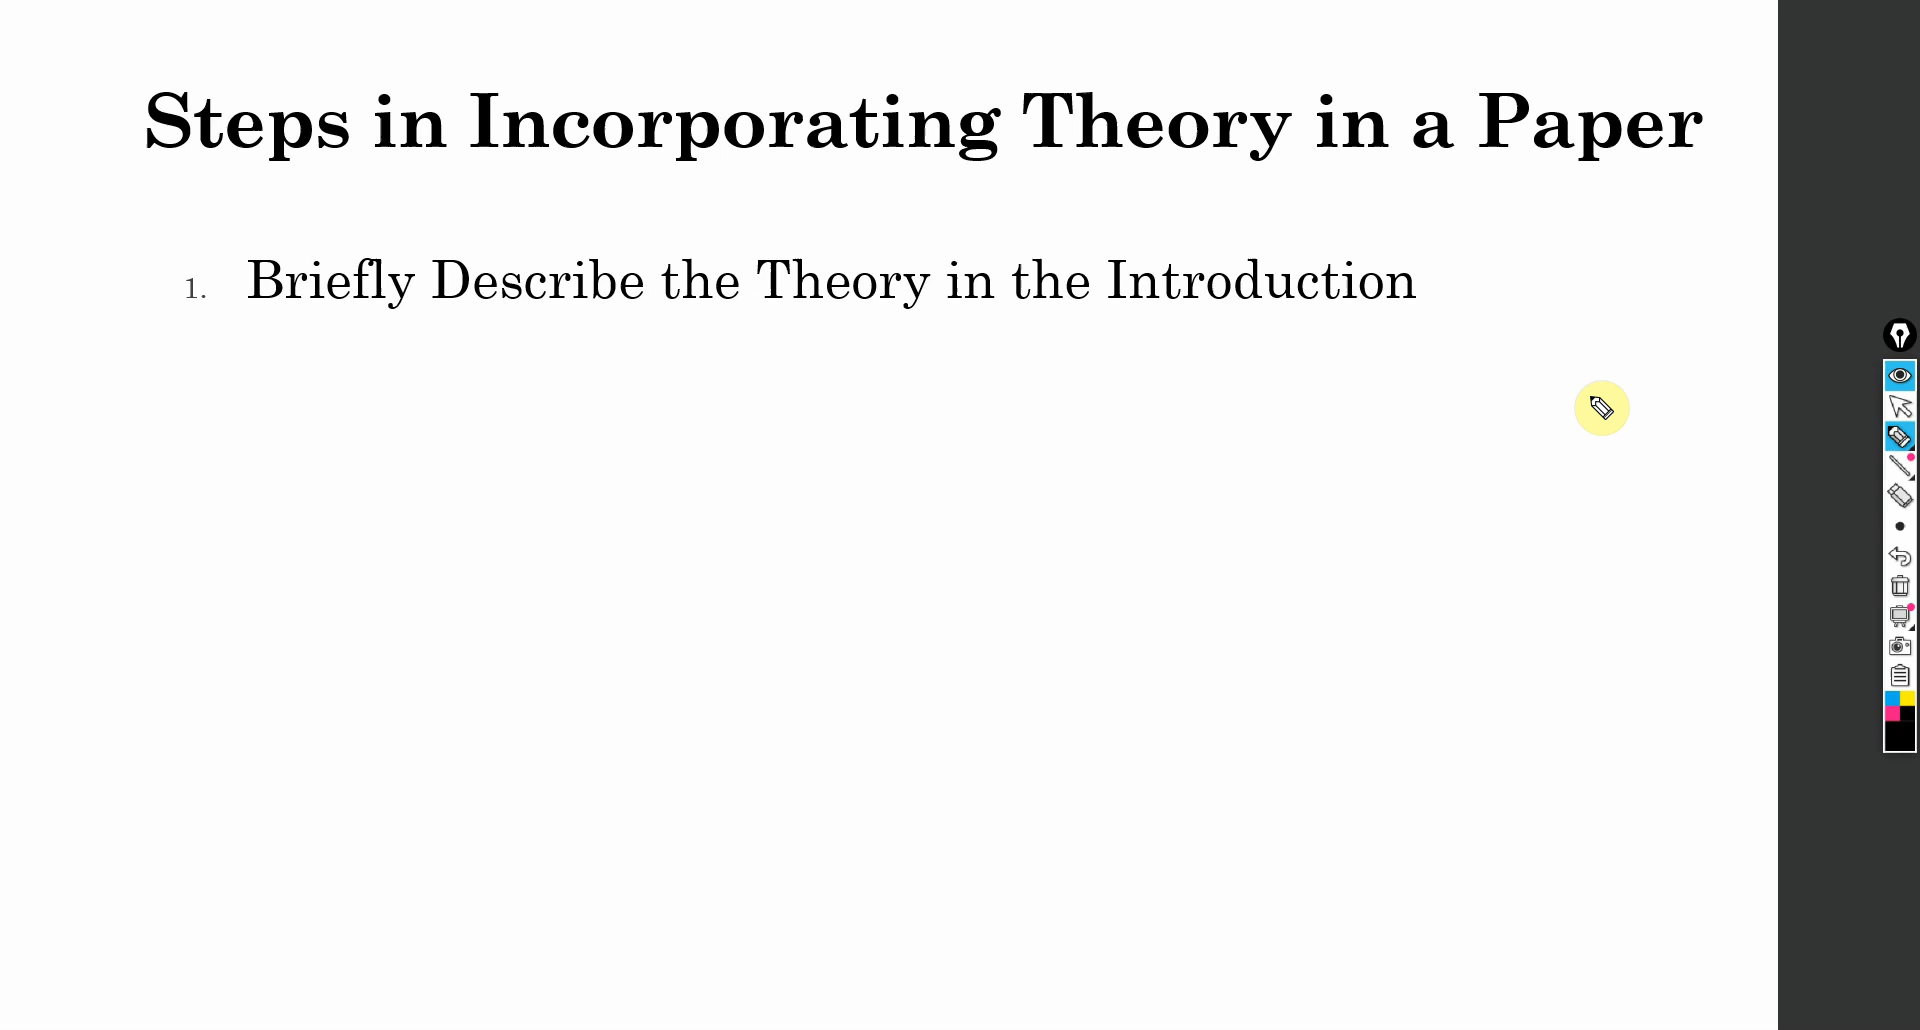 Steps in Incorporating Theory in a Paper
1. Briefly Describe the Theory in the Introduction